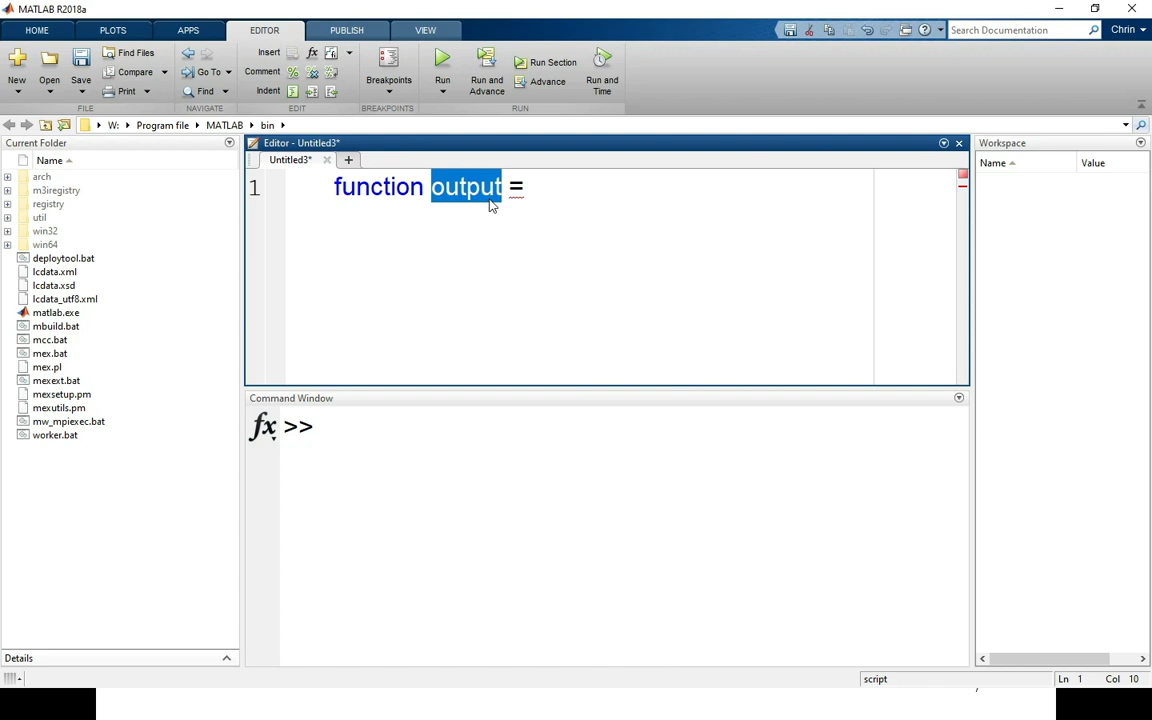 MATLAB R2018a
HOME PLOTS APPS EDITOR PUBLISH VIEW
Search Documentation Chrin
New Open Save Find Files Compare Print
Go To Find
Insert fx
Comment
Indent
Breakpoints
Run Run and Advance Run Section Advance Run and Time
FILE NAVIGATE EDIT BREAKPOINTS RUN
W: Program file MATLAB bin
Current Folder
Name
arch
m3iregistry
registry
util
win32
win64
deploytool.bat
lcdata.xml
lcdata.xsd
lcdata_utf8.xml
matlab.exe
mbuild.bat
mcc.bat
mex.bat
mex.pl
mexext.bat
mexsetup.pm
mexutils.pm
mw_mpiexec.bat
worker.bat
Details
Editor - Untitled3*
Untitled3*
1 function output =
Command Window
fx >>
Workspace
Name Value
script Ln 1 Col 10